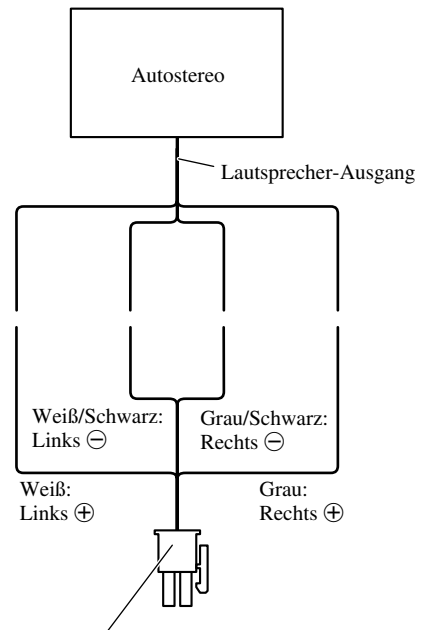 Autostereo
Lautsprecher-Ausgang
Weiß/Schwarz:
Links ⊖
Grau/Schwarz:
Rechts ⊖
Weiß:
Links ⊕
Grau:
Rechts ⊕